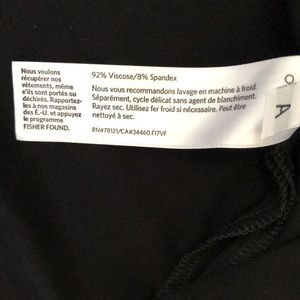 Nous voulons
récupérer nos
vêtements, même
s'ils sont portés ou
déchirés. Rapportez-
les à nos magasins
des É.-U. et appuyez
le programme
FISHER FOUND.
92% Viscose/8% Spandex
Nous vous recommandons lavage en machine à froid.
Séparément, cycle délicat sans agent de blanchiment.
Rayez sec. Utilisez fer froid si nécessaire. Peut être
nettoyé à sec.
RN#78121/CA#34460 F17VF
A